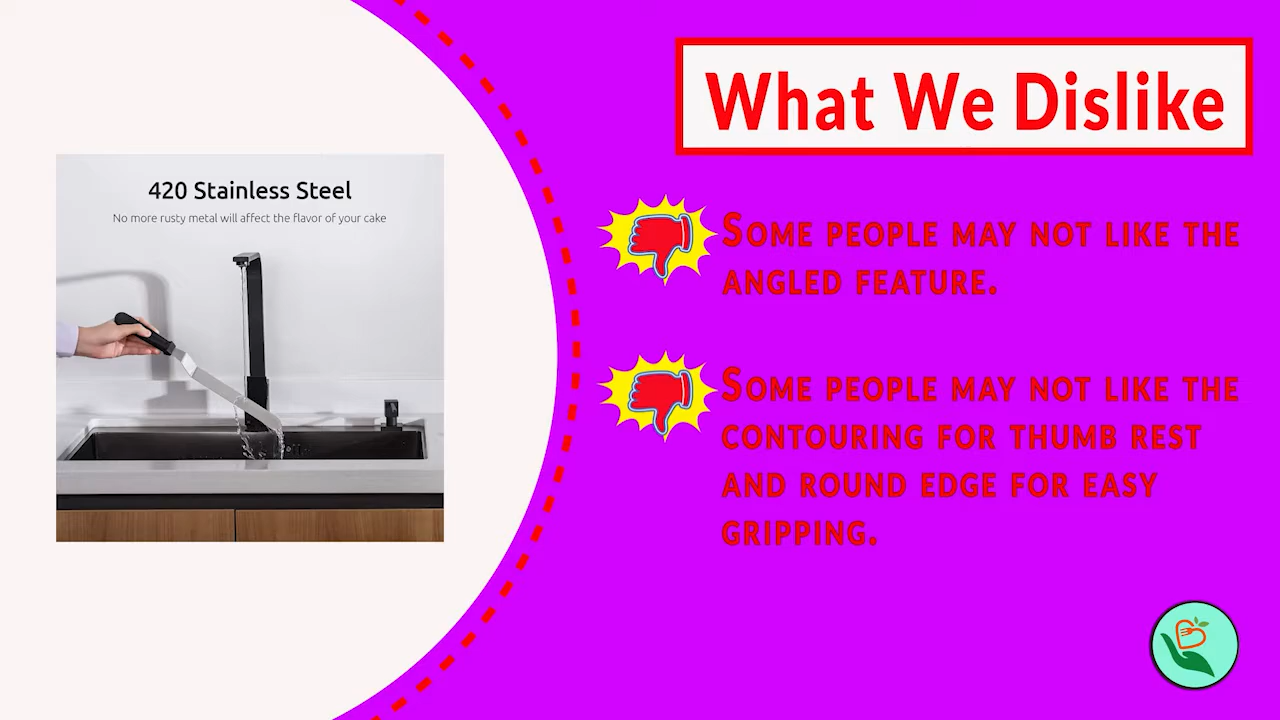 420 Stainless Steel
No more rusty metal will affect the flavor of your cake
What We Dislike
Some people may not like the
angled feature.
Some people may not like the
contouring for thumb rest
and round edge for easy
gripping.